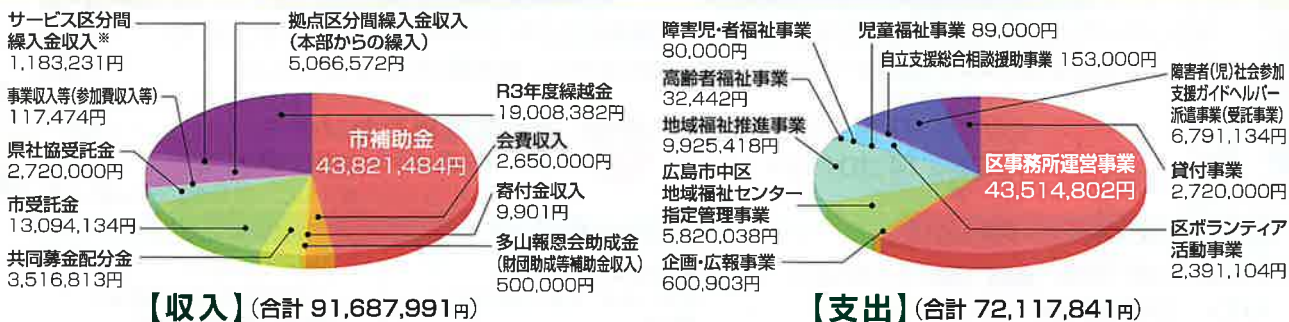 サービス区分間
繰入金収入※
1,183,231円
拠点区分間繰入金収入
(本部からの繰入)
5,066,572円
事業収入等(参加費収入等)
117,474円
県社協受託金
2,720,000円
市受託金
13,094,134円
共同募金配分金
3,516,813円
市補助金
43,821,484円
R3年度繰越金
19,008,382円
会費収入
2,650,000円
寄付金収入
9,901円
多山報恩会助成金
(財団助成等補助金収入)
500,000円
【収入】(合計 91,687,991円)
障害児・者福祉事業
80,000円
児童福祉事業 89,000円
自立支援総合相談援助事業 153,000円
高齢者福祉事業
32,442円
地域福祉推進事業
9,925,418円
広島市中区
地域福祉センター
指定管理事業
5,820,038円
企画・広報事業
600,903円
区事務所運営事業
43,514,802円
障害者(児)社会参加
支援ガイドヘルパー
派遣事業(受託事業)
6,791,134円
貸付事業
2,720,000円
区ボランティア
活動事業
2,391,104円
【支出】(合計 72,117,841円)